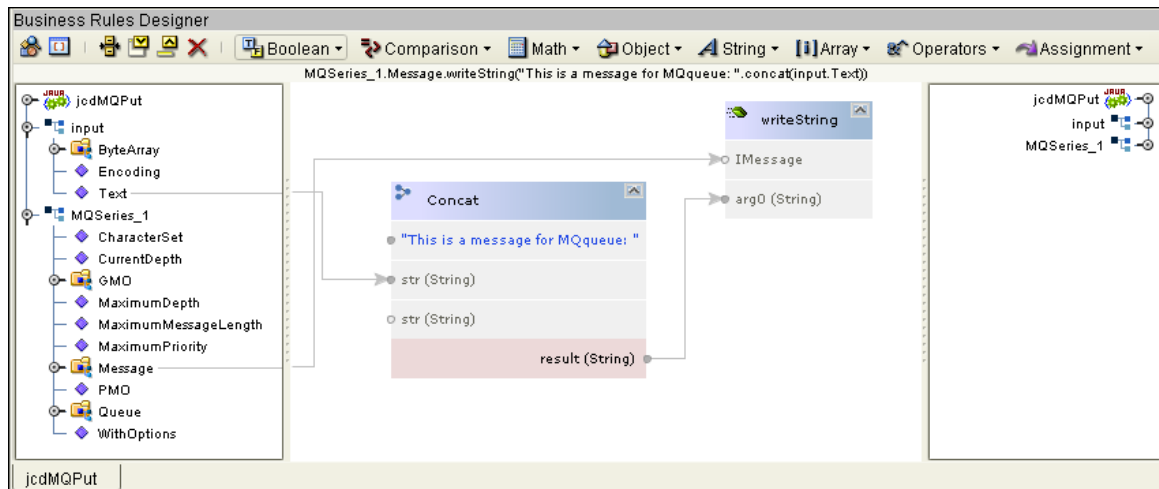 Business Rules Designer
Boolean Comparison Math Object String Array Operators Assignment
MQSeries_1.Message.writeString("This is a message for MQqueue: ".concat(input.Text))
JAVA
jcdMQPut
input
ByteArray
Encoding
Text
MQSeries_1
CharacterSet
CurrentDepth
GMO
MaximumDepth
MaximumMessageLength
MaximumPriority
Message
PMO
Queue
WithOptions
Concat
"This is a message for MQqueue: "
str (String)
str (String)
result (String)
writeString
IMessage
arg0 (String)
jcdMQPut
JAVA
input
MQSeries_1
jcdMQPut